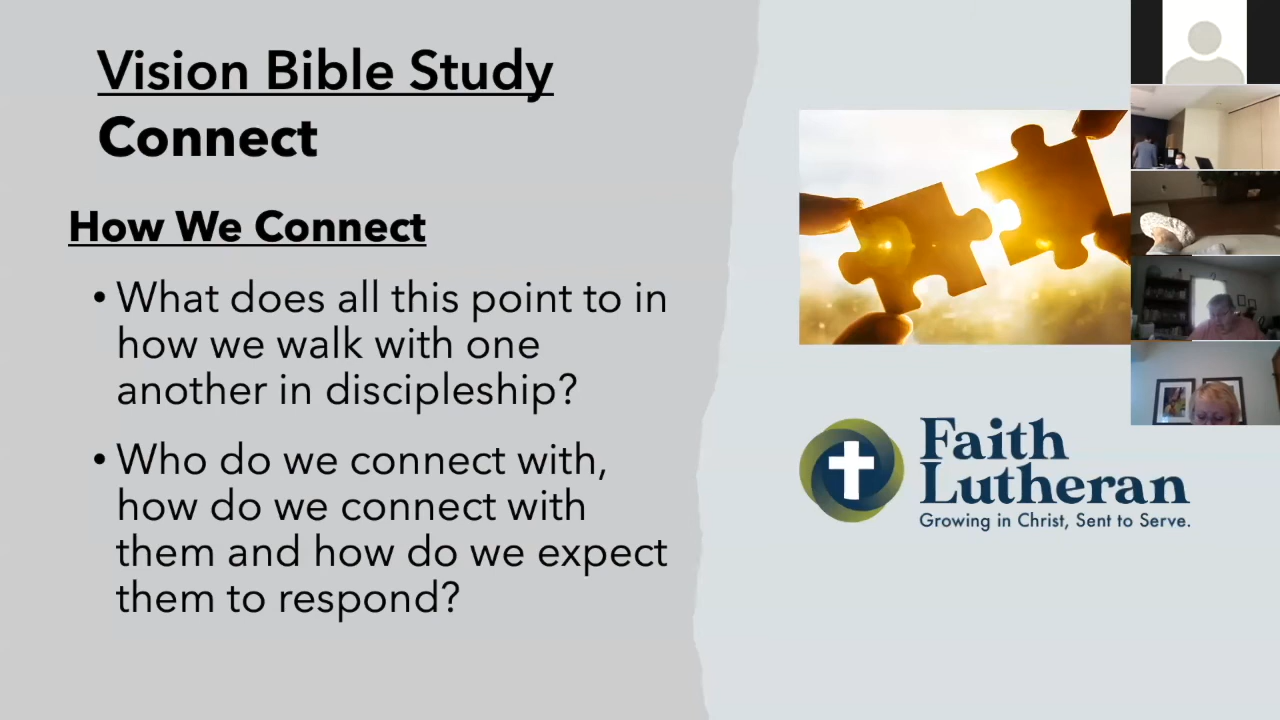 Vision Bible Study
Connect
How We Connect
• What does all this point to in
how we walk with one
another in discipleship?
• Who do we connect with,
how do we connect with
them and how do we expect
them to respond?
Faith
Lutheran
Growing in Christ, Sent to Serve.